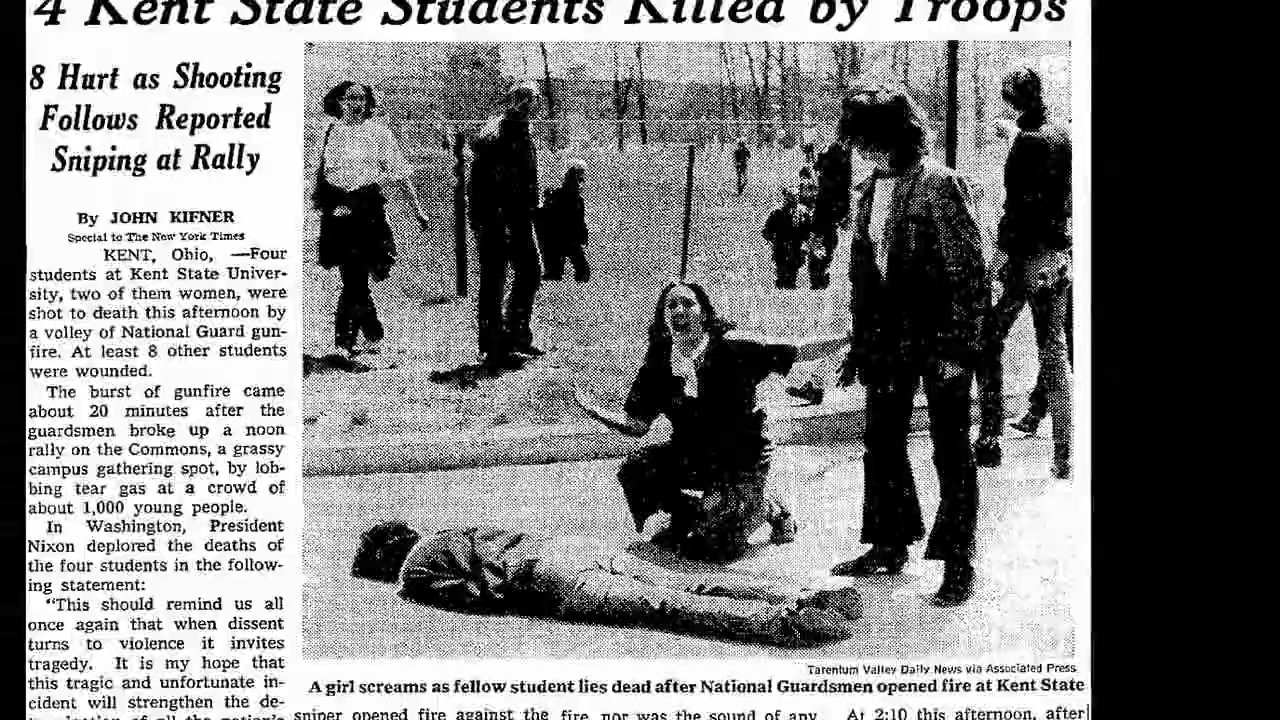 4 Kent State Students Killed by Troops
8 Hurt as Shooting
Follows Reported
Sniping at Rally
By JOHN KIFNER
Special to The New York Times
KENT, Ohio, —Four
students at Kent State Univer-
sity, two of them women, were
shot to death this afternoon by
a volley of National Guard gun-
fire. At least 8 other students
were wounded.
The burst of gunfire came
about 20 minutes after the
guardsmen broke up a noon
rally on the Commons, a grassy
campus gathering spot, by lob-
bing tear gas at a crowd of
about 1,000 young people.
In Washington, President
Nixon deplored the deaths of
the four students in the follow-
ing statement:
"This should remind us all
once again that when dissent
turns to violence it invites
tragedy. It is my hope that
this tragic and unfortunate in-
cident will strengthen the de-
Tarentum Valley Daily News via Associated Press
A girl screams as fellow student lies dead after National Guardsmen opened fire at Kent State
sniper opened fire against the
fire, nor was the sound of any
At 2:10 this afternoon, after